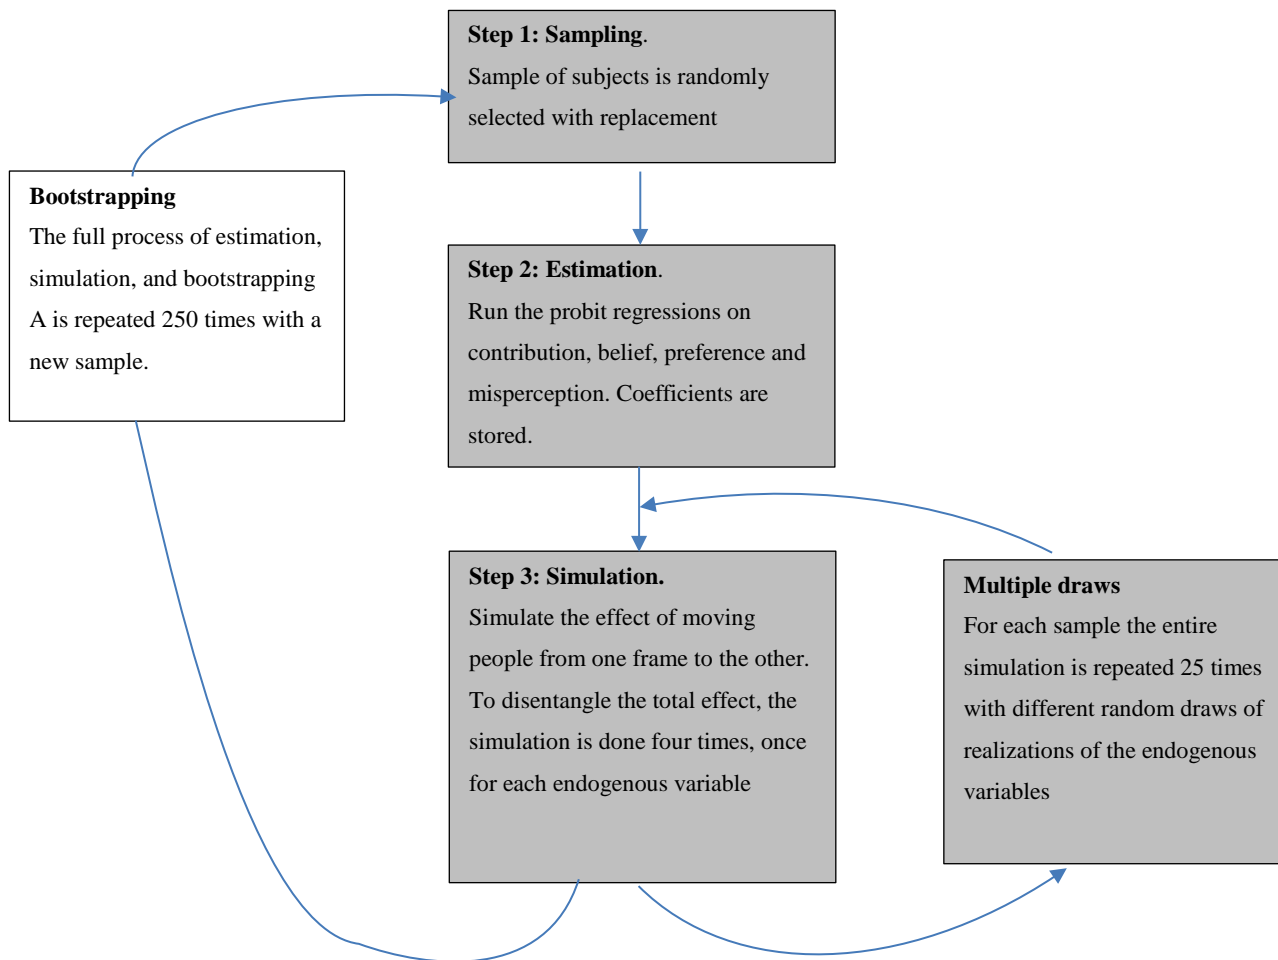 Step 1: Sampling.
Sample of subjects is randomly
selected with replacement
Bootstrapping
The full process of estimation,
simulation, and bootstrapping
A is repeated 250 times with a
new sample.
Step 2: Estimation.
Run the probit regressions on
contribution, belief, preference and
misperception. Coefficients are
stored.
Step 3: Simulation.
Simulate the effect of moving
people from one frame to the other.
To disentangle the total effect, the
simulation is done four times, once
for each endogenous variable
Multiple draws
For each sample the entire
simulation is repeated 25 times
with different random draws of
realizations of the endogenous
variables